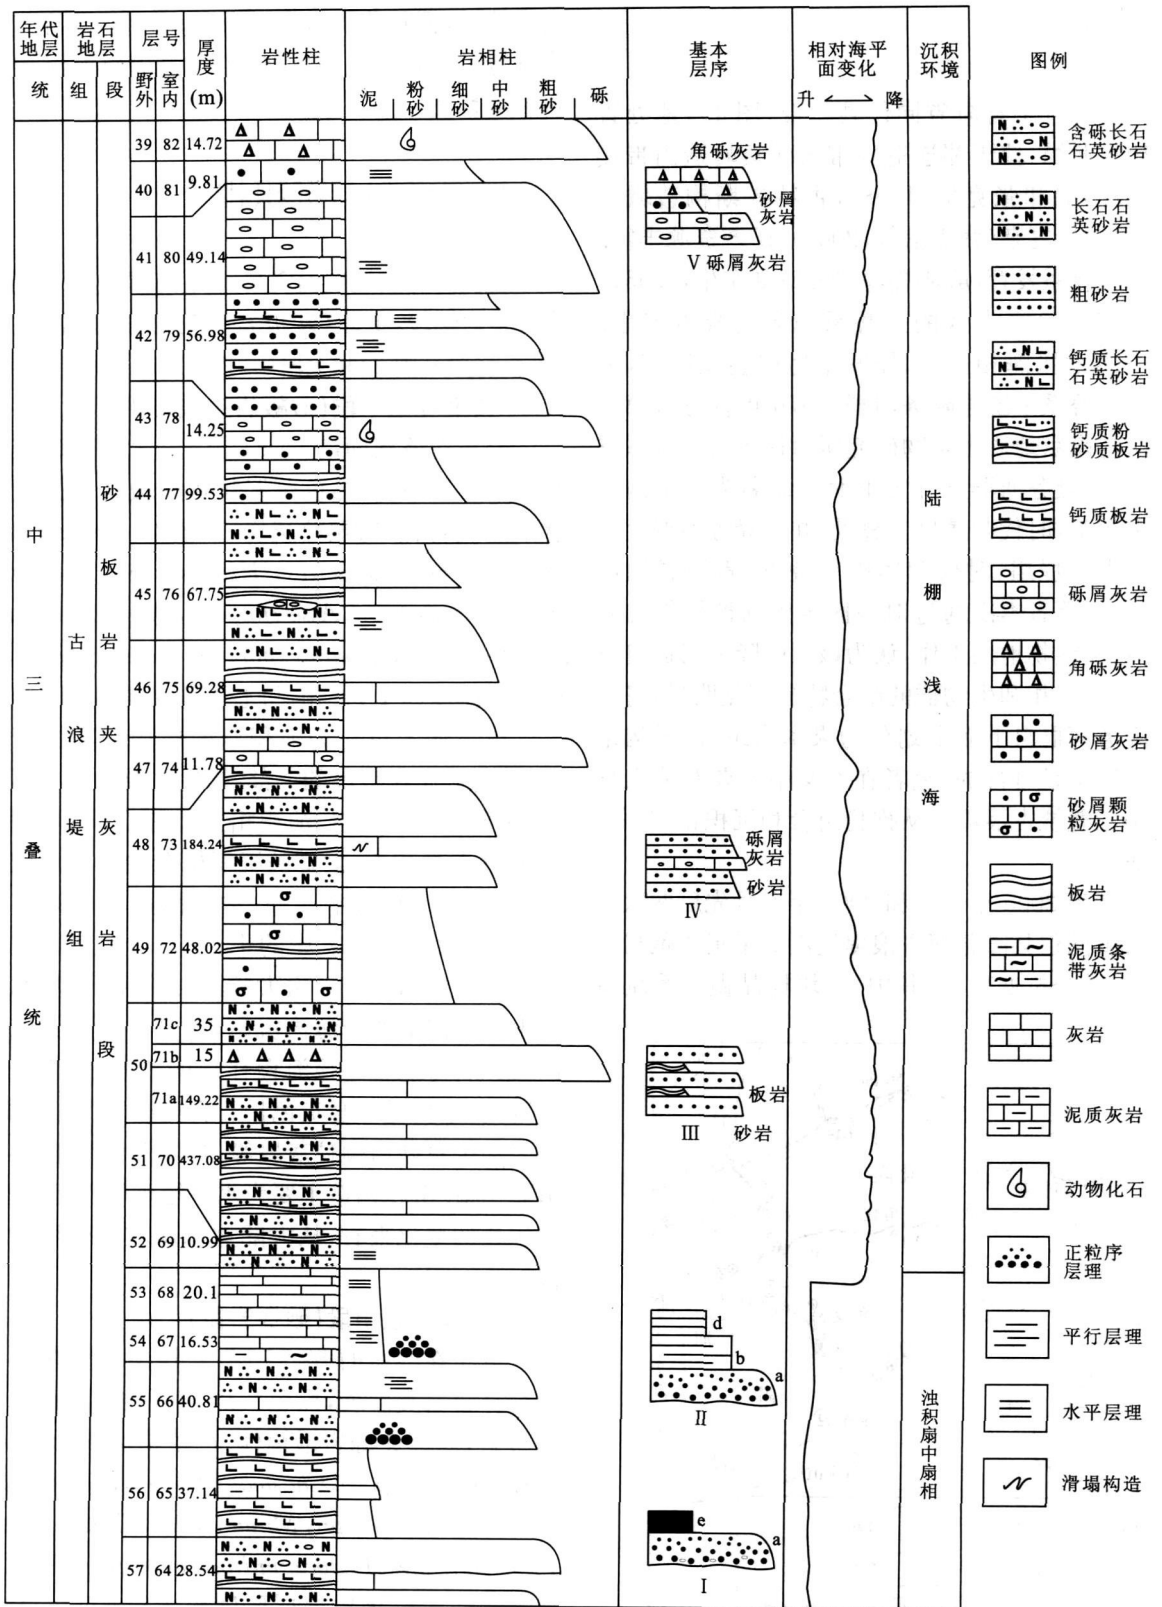 年代地层
岩石地层
层号
厚度(m)
岩性柱
岩相柱
基本层序
相对海平面变化
沉积环境
图例
统
组
段
野外
室内
泥
粉砂
细砂
中砂
粗砂
砾
升
降
中三叠统
古浪堤组
砂板岩夹灰岩段
39 82 14.72
40 81 9.81
41 80 49.14
42 79 56.98
43 78 14.25
44 77 99.53
45 76 67.75
46 75 69.28
47 74 11.78
48 73 184.24
49 72 48.02
50
71c 35
71b 15
71a 149.22
51 70 437.08
52 69 10.99
53 68 20.1
54 67 16.53
55 66 40.81
56 65 37.14
57 64 28.54
角砾灰岩
砂屑灰岩
V 砾屑灰岩
砾屑灰岩
砂岩
Ⅳ
板岩
Ⅲ 砂岩
d
b
a
Ⅱ
e
a
Ⅰ
陆棚浅海
浊积扇中扇相
含砾长石
石英砂岩
长石石
英砂岩
粗砂岩
钙质长石
石英砂岩
钙质粉
砂质板岩
钙质板岩
砾屑灰岩
角砾灰岩
砂屑灰岩
砂屑颗
粒灰岩
板岩
泥质条
带灰岩
灰岩
泥质灰岩
动物化石
正粒序
层理
平行层理
水平层理
滑塌构造